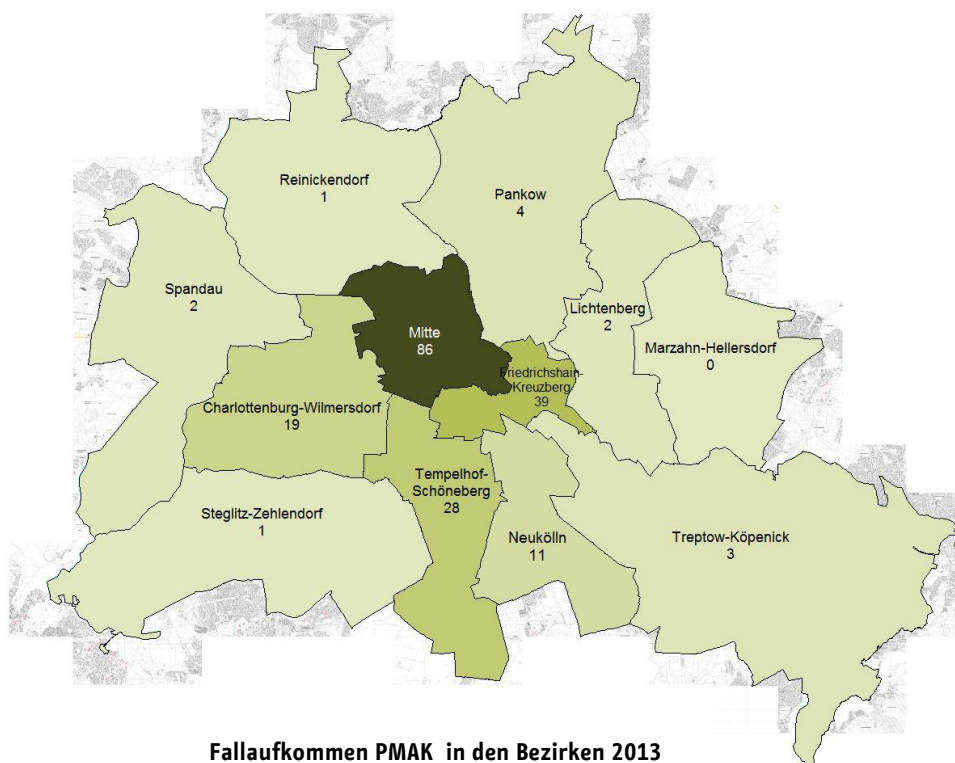 Reinickendorf
1
Pankow
4
Spandau
2
Lichtenberg
2
Mitte
86
Marzahn-Hellersdorf
0
Friedrichshain-
Kreuzberg
39
Charlottenburg-Wilmersdorf
19
Tempelhof-
Schöneberg
28
Steglitz-Zehlendorf
1
Neukölln
11
Treptow-Köpenick
3
Fallaufkommen PMAK in den Bezirken 2013